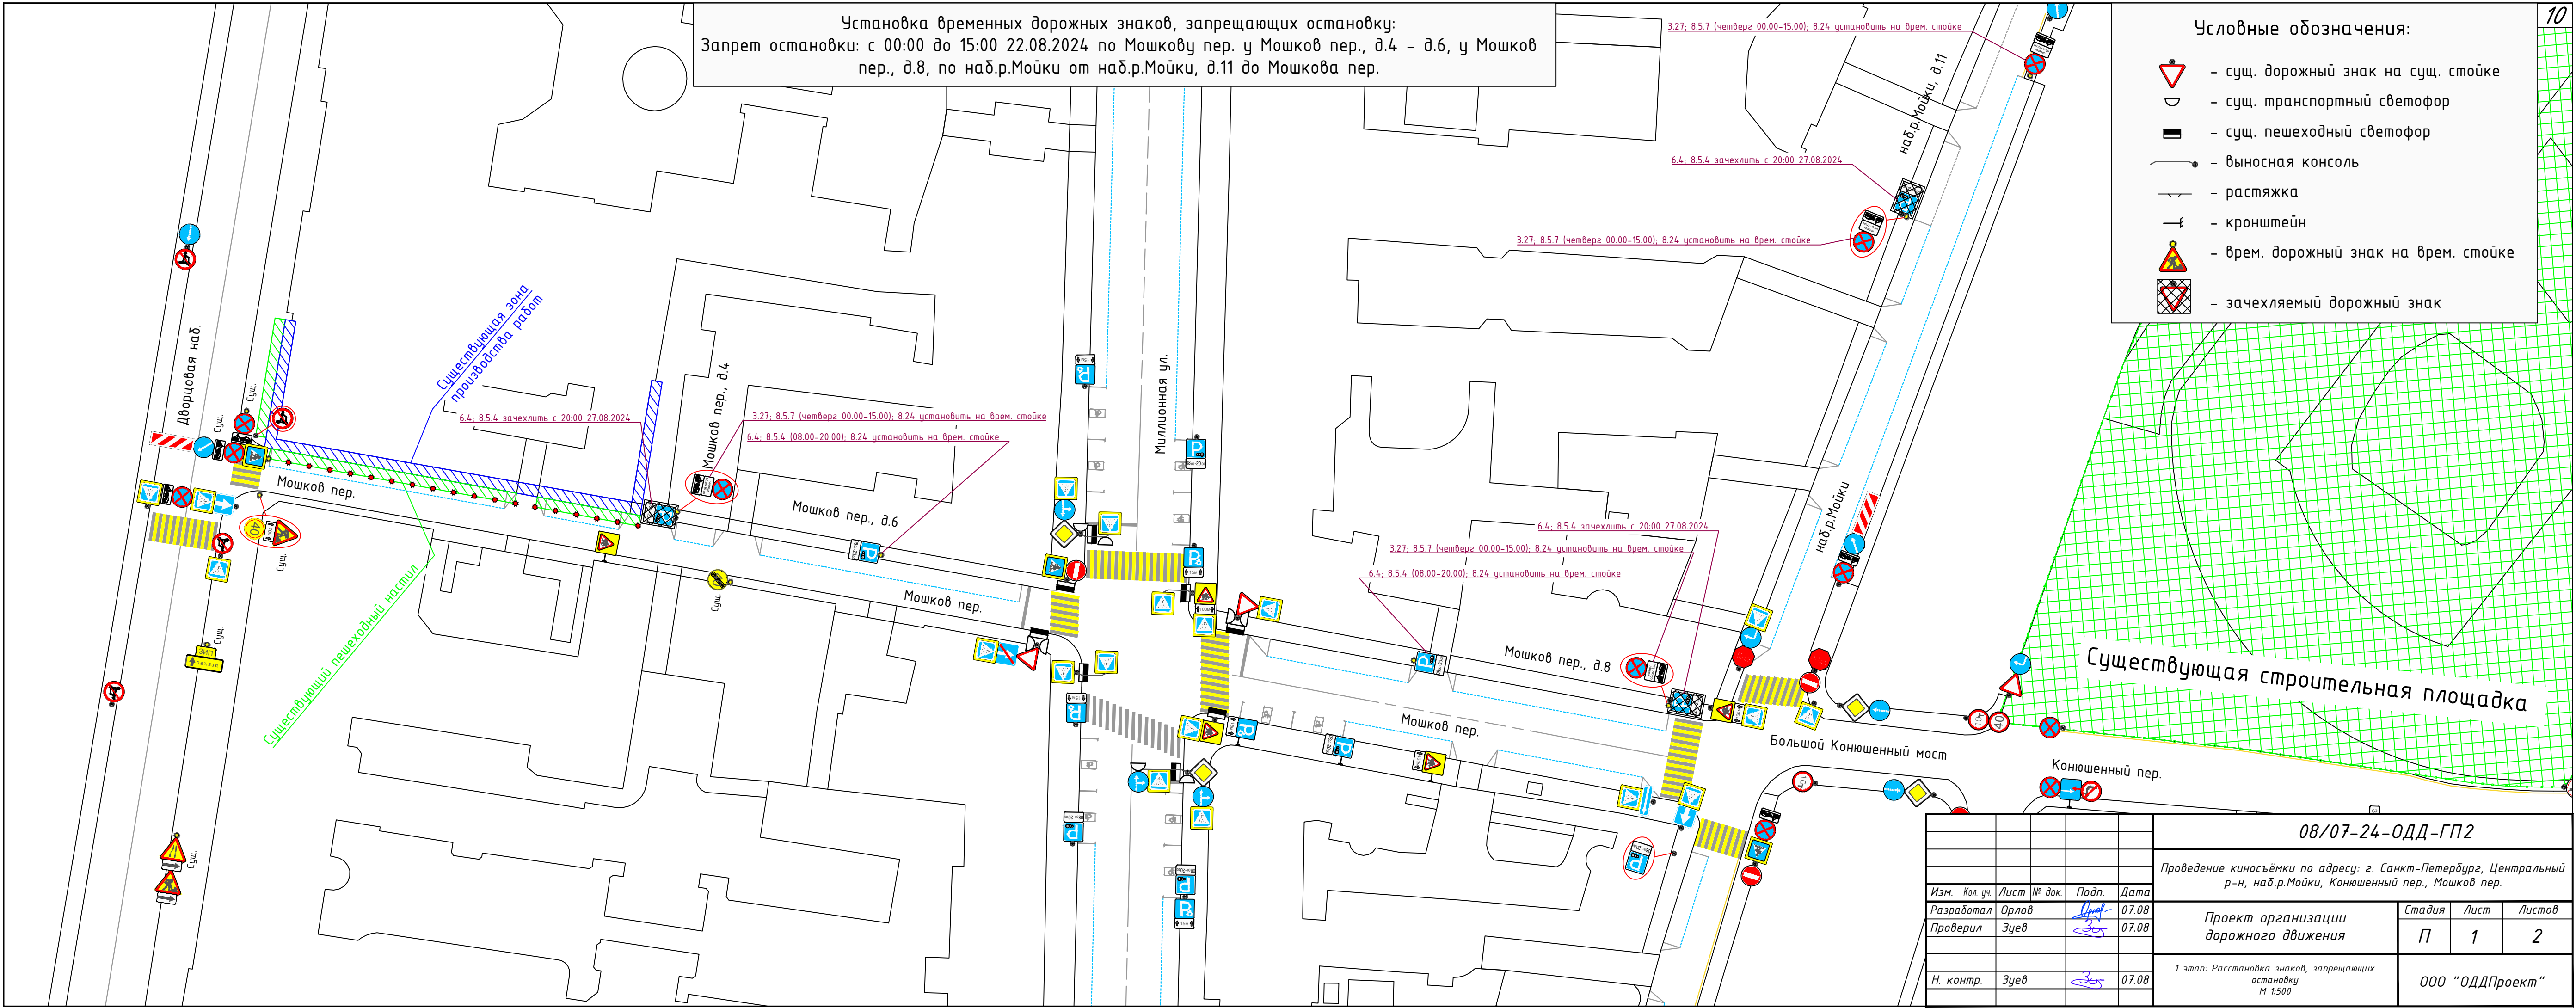 Установка временных дорожных знаков, запрещающих остановку:
Запрет остановки: с 00:00 до 15:00 22.08.2024 по Мошкову пер. у Мошков пер., д.4 - д.6, у Мошков
пер., д.8, по наб.р.Мойки от наб.р.Мойки, д.11 до Мошкова пер.
10
Условные обозначения:
- сущ. дорожный знак на сущ. стойке
- сущ. транспортный светофор
- сущ. пешеходный светофор
- выносная консоль
- растяжка
- кронштейн
- врем. дорожный знак на врем. стойке
- зачехляемый дорожный знак
3.27; 8.5.7 (четверг 00.00-15.00); 8.24 установить на врем. стойке
наб.р.Мойки, д.11
6.4; 8.5.4 зачехлить с 20:00 27.08.2024
3.27; 8.5.7 (четверг 00.00-15.00); 8.24 установить на врем. стойке
Дворцовая наб.
Существующая зона
производства работ
Сущ.
Сущ.
6.4; 8.5.4 зачехлить с 20:00 27.08.2024
Мошков пер., д.4
3.27; 8.5.7 (четверг 00.00-15.00); 8.24 установить на врем. стойке
6.4; 8.5.4 (08.00-20.00); 8.24 установить на врем. стойке
Миллионная ул.
Мошков пер.
Мошков пер., д.6
40
Сущ.
Сущ.
Мошков пер.
Существующий пешеходный настил
Сущ.
ЗИП
Сущ.
6.4; 8.5.4 зачехлить с 20:00 27.08.2024
3.27; 8.5.7 (четверг 00.00-15.00); 8.24 установить на врем. стойке
6.4; 8.5.4 (08.00-20.00); 8.24 установить на врем. стойке
наб.р.Мойки
Мошков пер., д.8
Мошков пер.
Существующая строительная площадка
40
Большой Конюшенный мост
Конюшенный пер.
08/07-24-ОДД-ГП2
Проведение киносъёмки по адресу: г. Санкт-Петербург, Центральный
р-н, наб.р.Мойки, Конюшенный пер., Мошков пер.
Изм. Кол. уч. Лист № док. Подп. Дата
Разработал Орлов 07.08
Проверил Зуев 07.08
Н. контр. Зуев 07.08
Проект организации
дорожного движения
Стадия Лист Листов
П 1 2
1 этап: Расстановка знаков, запрещающих
остановку
М 1:500
ООО "ОДДПроект"